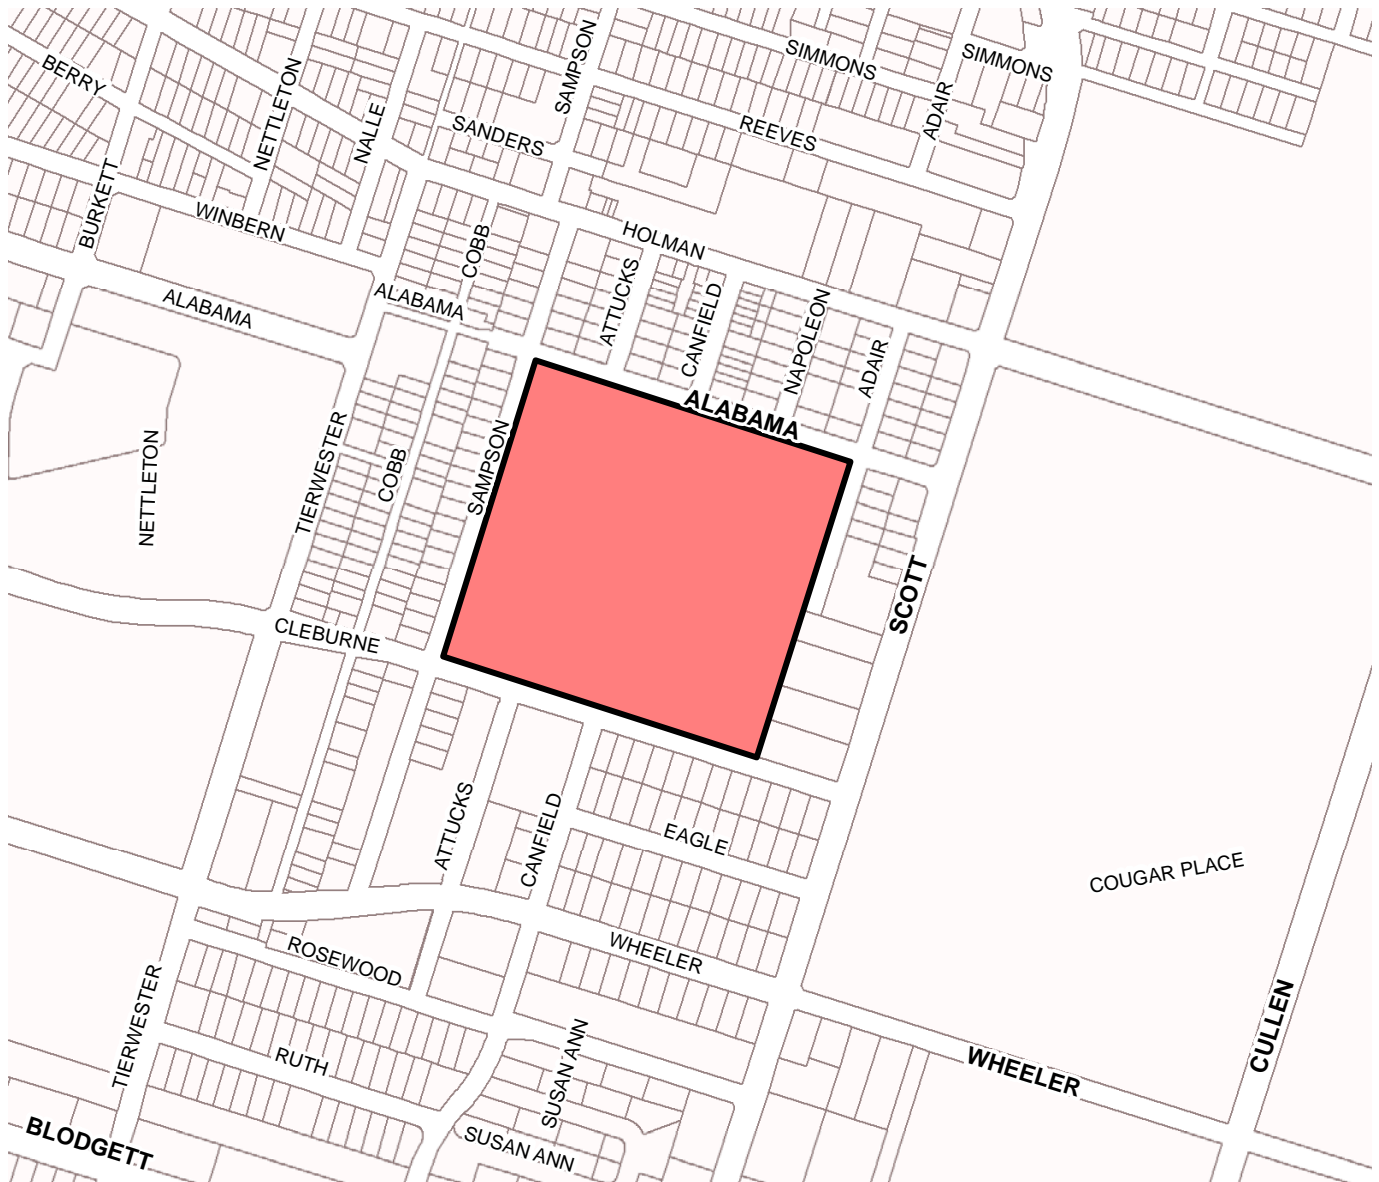 SIMMONS
SIMMONS
SAMPSON
BERRY
NETTLETON
NALLE
ADAIR
SANDERS
REEVES
BURKETT
WINBERN
HOLMAN
COBB
ATTUCKS
ALABAMA
ALABAMA
CANFIELD
NAPOLEON
ADAIR
ALABAMA
SAMPSON
TIERWESTER
COBB
NETTLETON
SCOTT
CLEBURNE
ATTUCKS
CANFIELD
EAGLE
COUGAR PLACE
WHEELER
ROSEWOOD
TIERWESTER
CULLEN
RUTH
SUSAN ANN
WHEELER
BLODGETT
SUSAN ANN